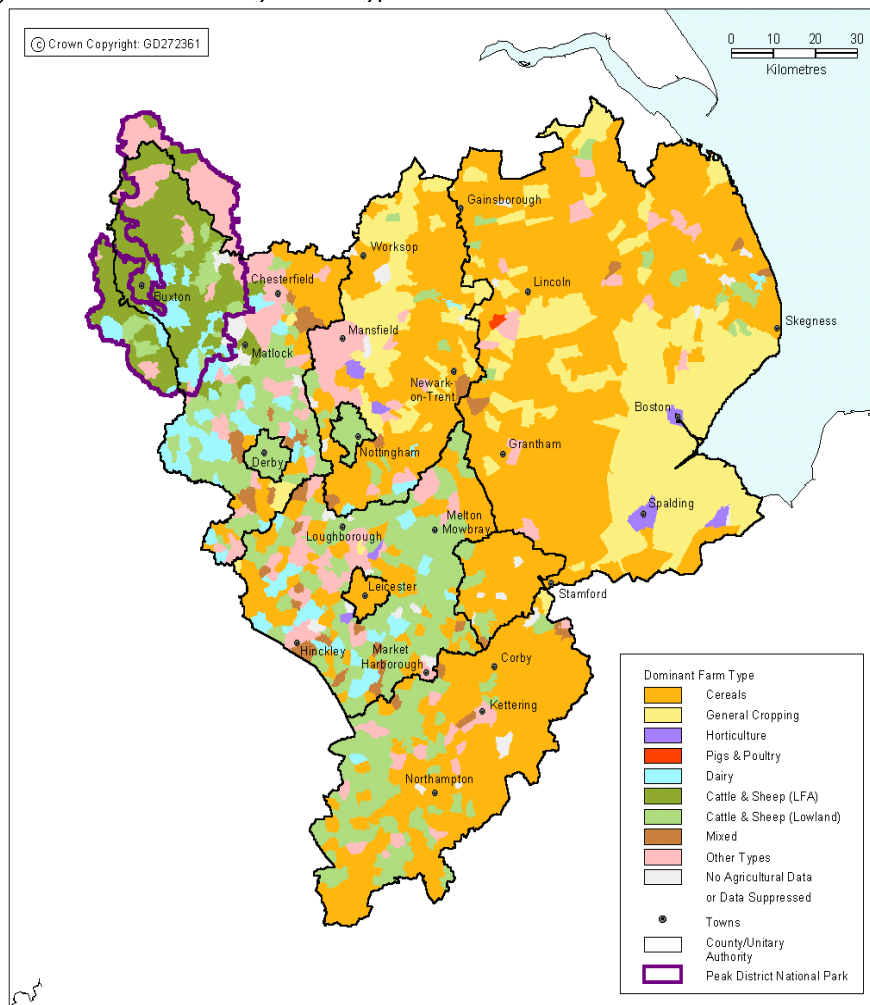 © Crown Copyright: GD272361
0 10 20 30
Kilometres
Gainsborough
Worksop
Chesterfield
Lincoln
Buxton
Skegness
Mansfield
Matlock
Newark-
on-Trent
Boston
Grantham
Nottingham
Derby
Spalding
Melton
Mowbray
Loughborough
Leicester
Stamford
Hinckley
Market
Harborough
Corby
Kettering
Northampton
Dominant Farm Type
Cereals
General Cropping
Horticulture
Pigs & Poultry
Dairy
Cattle & Sheep (LFA)
Cattle & Sheep (Lowland)
Mixed
Other Types
No Agricultural Data
or Data Suppressed
Towns
County/Unitary
Authority
Peak District National Park